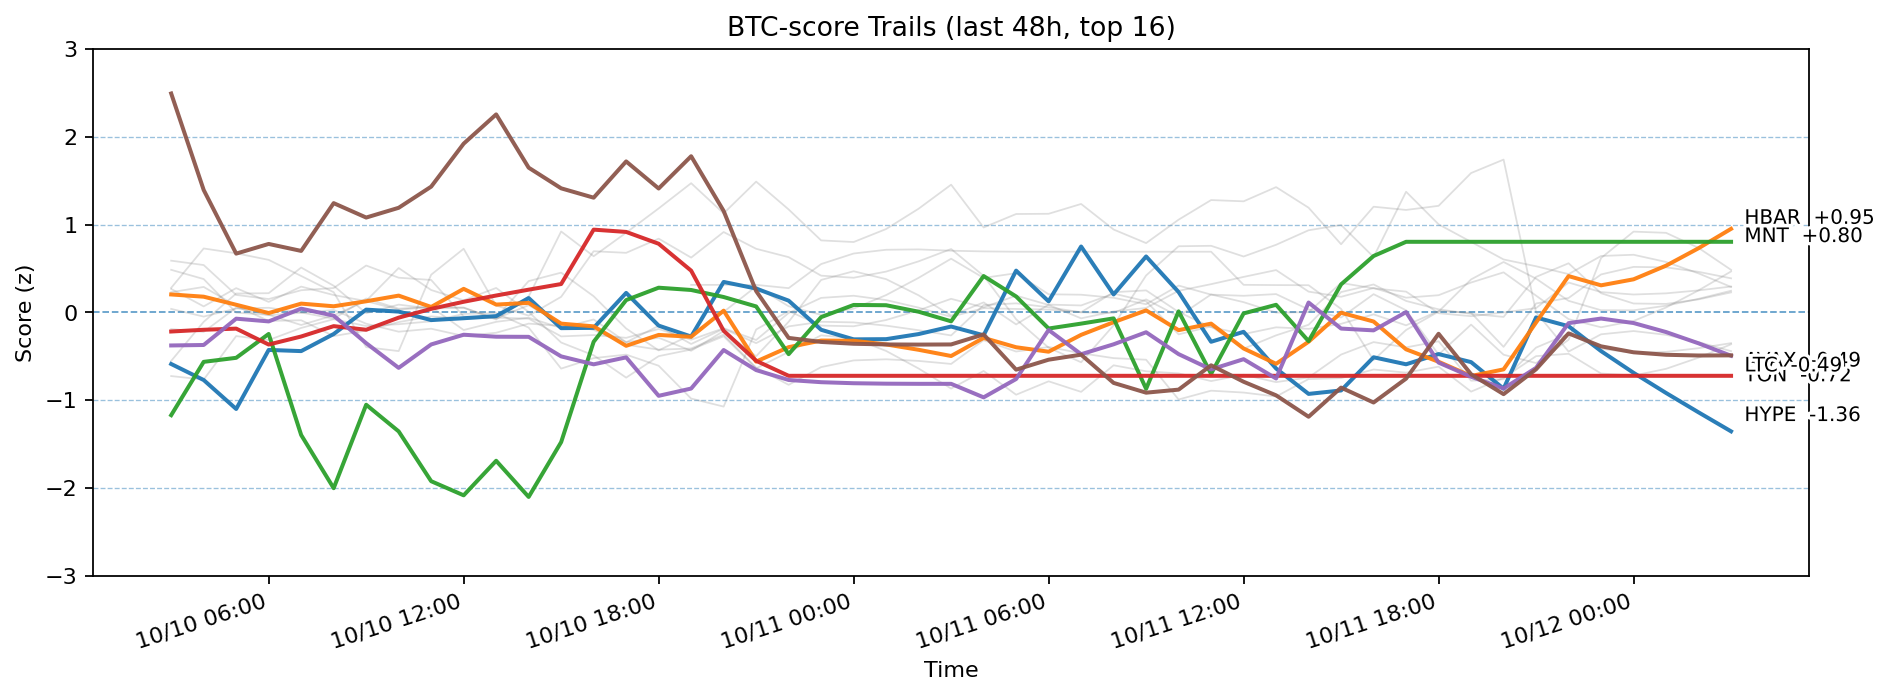 BTC-score Trails (last 48h, top 16)
3
2
1
0
−1
−2
−3
Score (z)
HBAR +0.95
MNT +0.80
LTC -0.49
TON -0.72
HYPE -1.36
10/10 06:00
10/10 12:00
10/10 18:00
10/11 00:00
10/11 06:00
10/11 12:00
10/11 18:00
10/12 00:00
Time